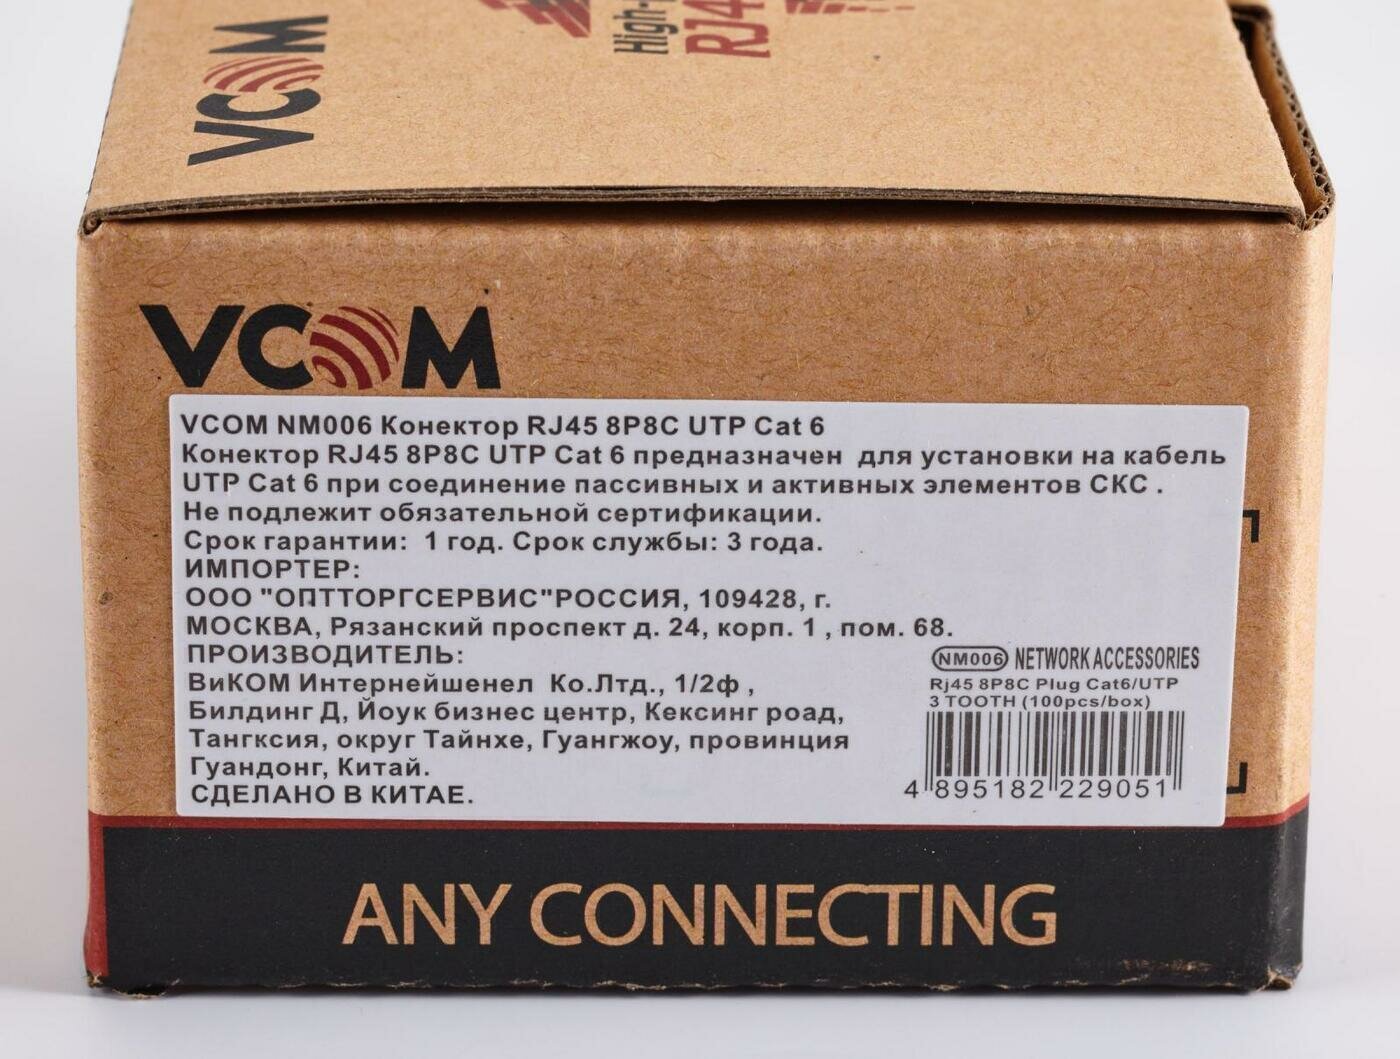 VCOM
High-
RJ4
VCOM
VCOM NM006 Конектор RJ45 8P8C UTP Cat 6
Конектор RJ45 8P8C UTP Cat 6 предназначен для установки на кабель
UTP Cat 6 при соединение пассивных и активных элементов СКС .
Не подлежит обязательной сертификации.
Срок гарантии: 1 год. Срок службы: 3 года.
ИМПОРТЕР:
ООО "ОПТТОРГСЕРВИС"РОССИЯ, 109428, г.
МОСКВА, Рязанский проспект д. 24, корп. 1 , пом. 68.
ПРОИЗВОДИТЕЛЬ:
ВиКОМ Интернейшенел Ко.Лтд., 1/2ф ,
Билдинг Д, Йоук бизнес центр, Кексинг роад,
Тангксия, округ Тайнхе, Гуангжоу, провинция
Гуандонг, Китай.
СДЕЛАНО В КИТАЕ.
NM006 NETWORK ACCESSORIES
Rj45 8P8C Plug Cat6/UTP
3 TOOTH (100pcs/box)
4 895182 229051
ANY CONNECTING